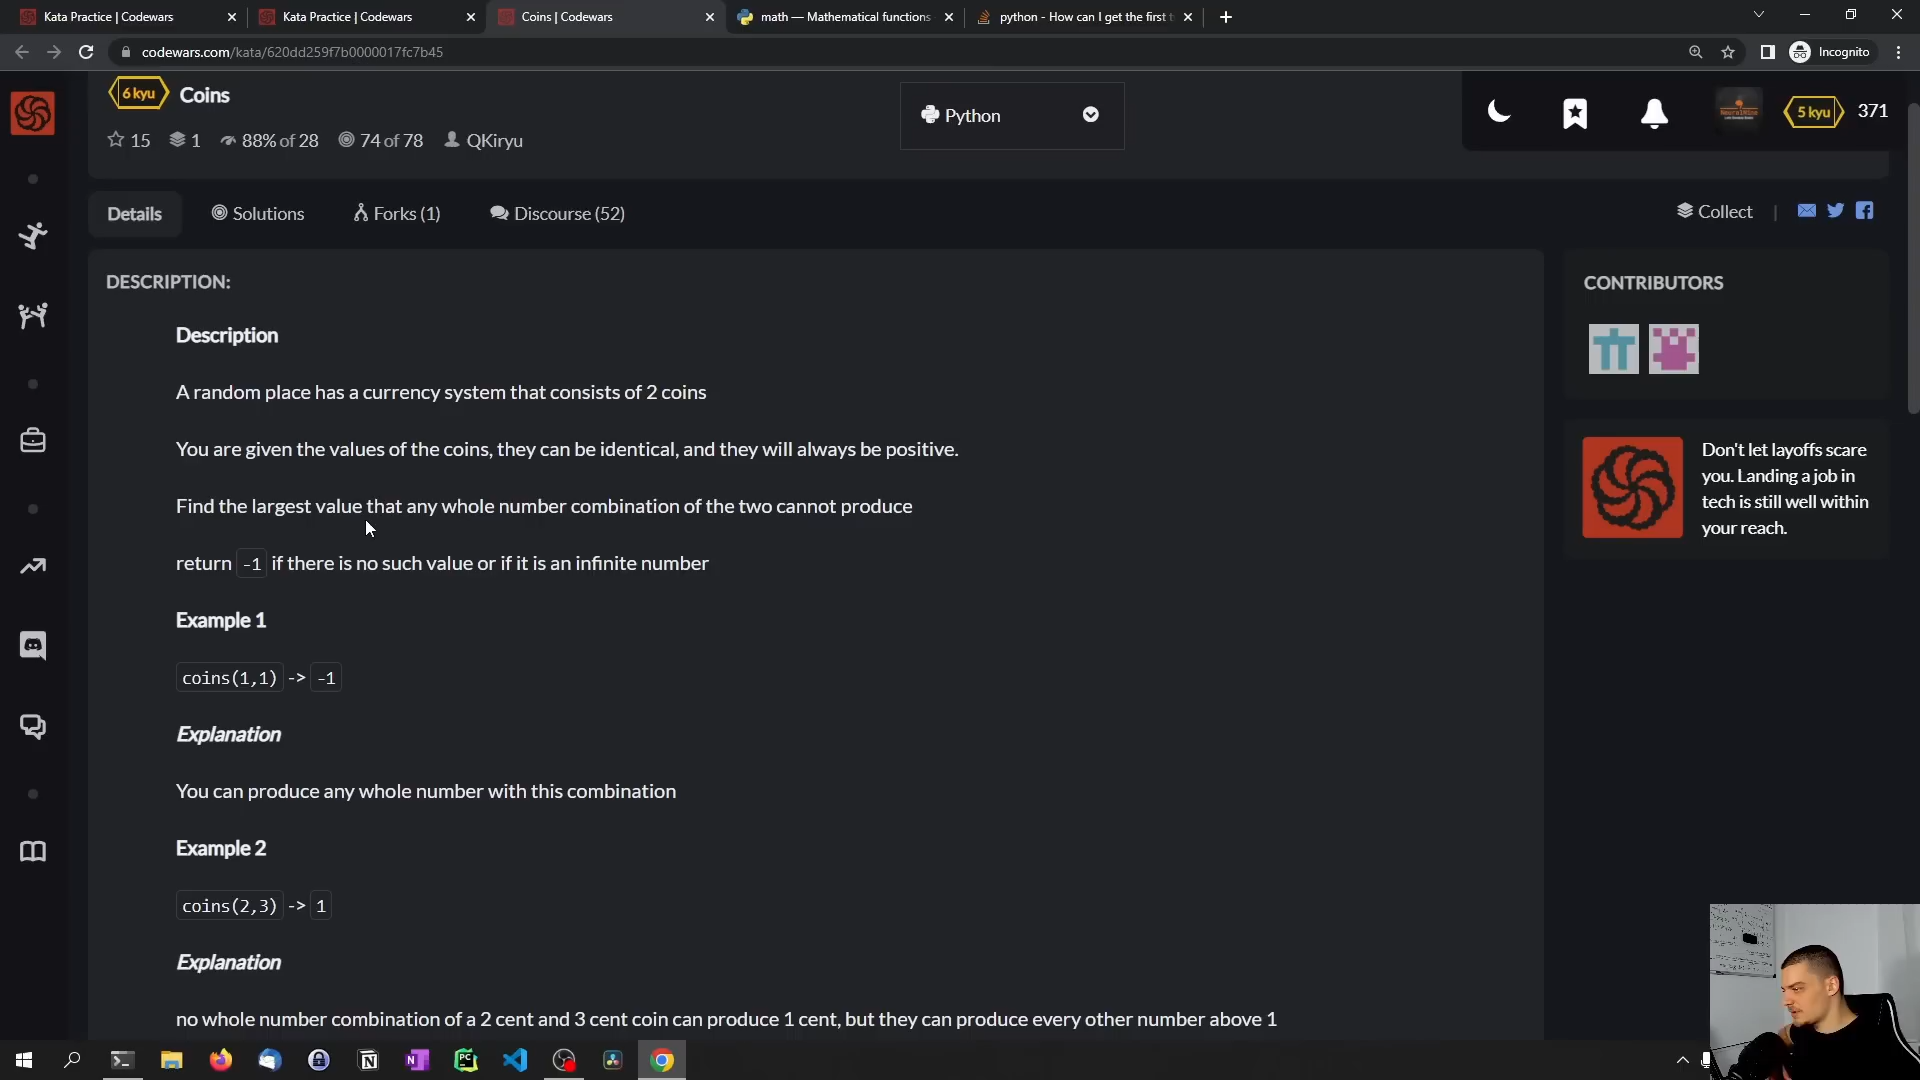 Kata Practice | Codewars
Kata Practice | Codewars
Coins | Codewars
math — Mathematical functions
python - How can I get the first
codewars.com/kata/620dd259f7b0000017fc7b45
Incognito
6 kyu
Coins
Python
5 kyu
371
15
1
88% of 28
74 of 78
QKiryu
Details
Solutions
Forks (1)
Discourse (52)
Collect
DESCRIPTION:
CONTRIBUTORS
Description
A random place has a currency system that consists of 2 coins
You are given the values of the coins, they can be identical, and they will always be positive.
Find the largest value that any whole number combination of the two cannot produce
return -1 if there is no such value or if it is an infinite number
Don't let layoffs scare
you. Landing a job in
tech is still well within
your reach.
Example 1
coins(1,1) -> -1
Explanation
You can produce any whole number with this combination
Example 2
coins(2,3) -> 1
Explanation
no whole number combination of a 2 cent and 3 cent coin can produce 1 cent, but they can produce every other number above 1